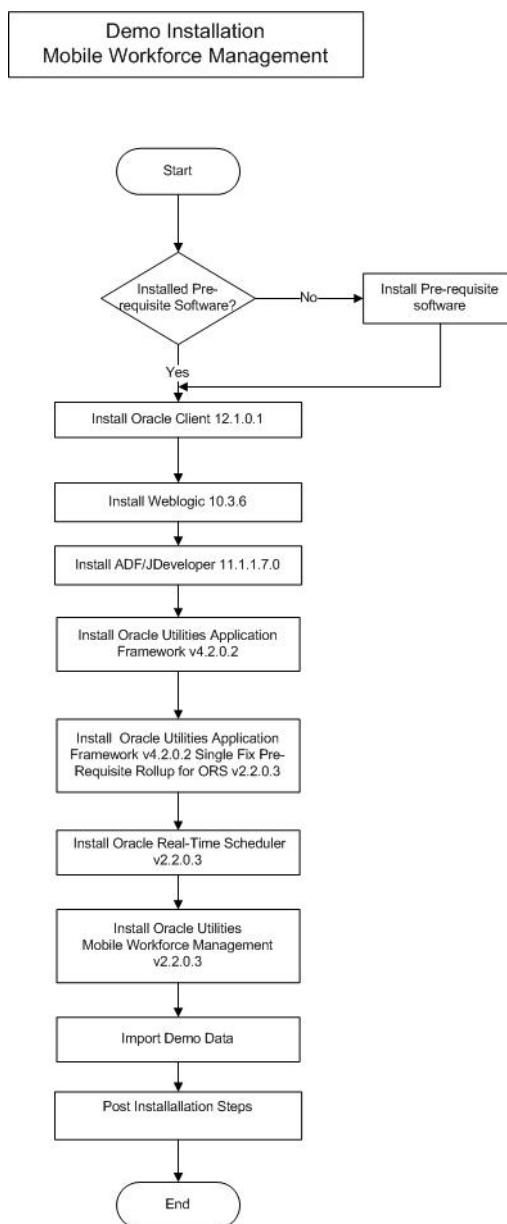 Demo Installation
Mobile Workforce Management
Start
Installed Pre-
requisite Software?
No
Install Pre-requisite
software
Yes
Install Oracle Client 12.1.0.1
Install Weblogic 10.3.6
Install ADF/JDeveloper 11.1.1.7.0
Install Oracle Utilities Application
Framework v4.2.0.2
Install Oracle Utilities Application
Framework v4.2.0.2 Single Fix Pre-
Requisite Rollup for ORS v2.2.0.3
Install Oracle Real-Time Scheduler
v2.2.0.3
Install Oracle Utilities
Mobile Workforce Management
v2.2.0.3
Import Demo Data
Post Installallation Steps
End